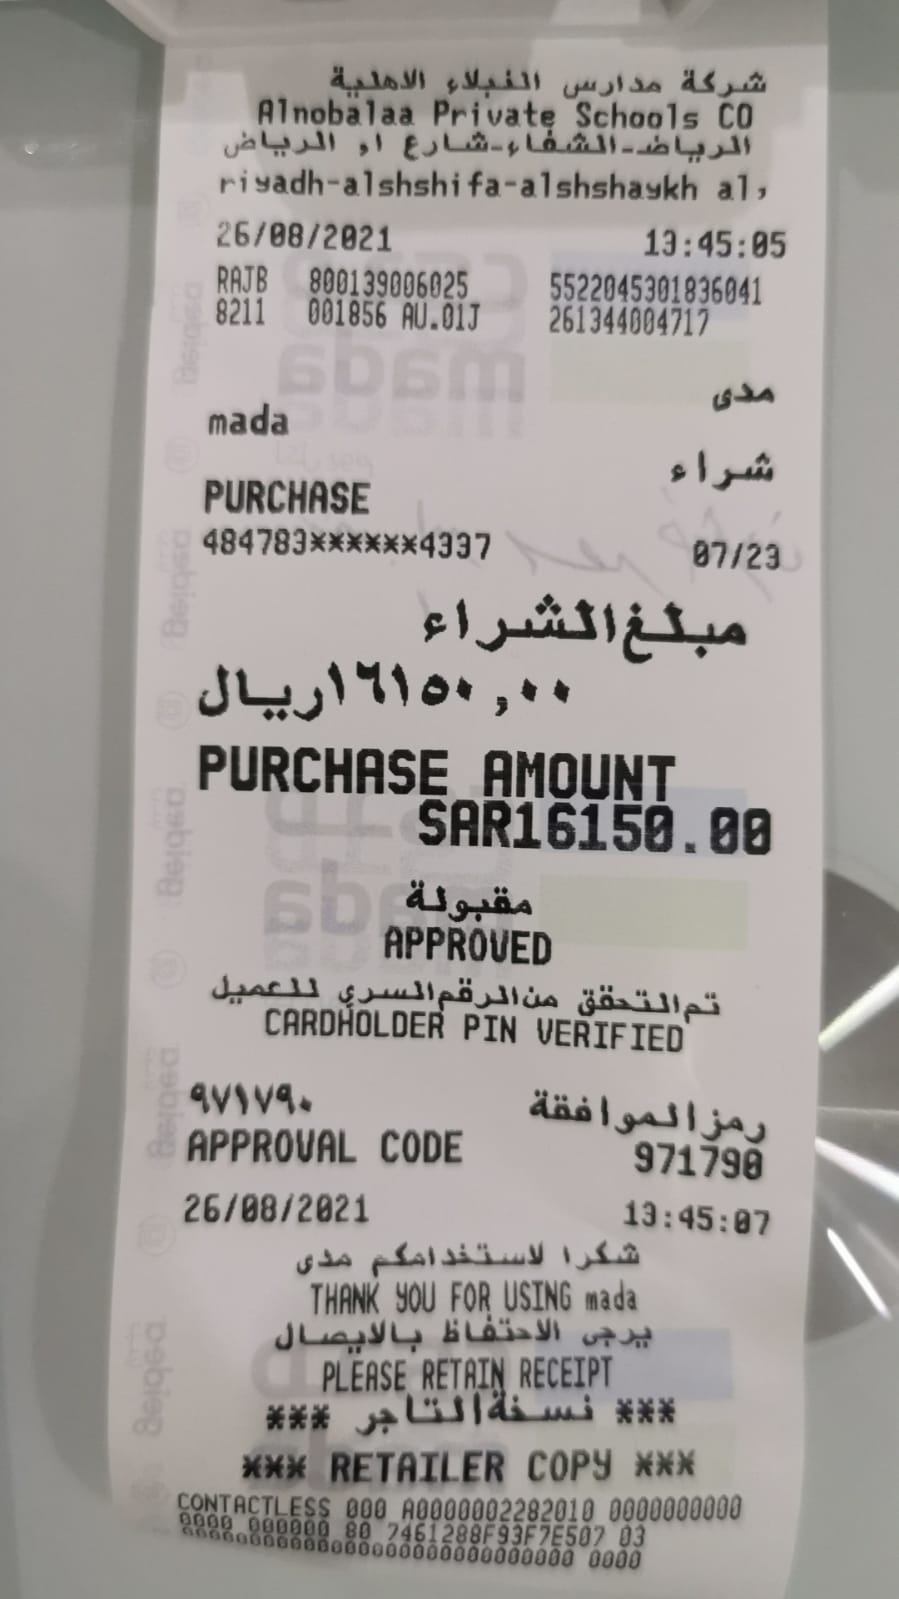 شركة مدارس النبلاء الاهلية
Alnobalaa Private Schools CO
الرياض-الشفاء-شارع او الرياض
riyadh-alshshifa-alshshaykh al,
26/08/2021 13:45:05
RAJB 800139006025 5522045301836041
8211 001856 AU.01J 261344004717
مدى
mada
شراء
PURCHASE
484783******4337 07/23
مبلغ الشراء
١٦١٥٠,٠٠ريال
PURCHASE AMOUNT
SAR16150.00
مقبولة
APPROVED
تم التحقق من الرقم السري للعميل
CARDHOLDER PIN VERIFIED
رمز الموافقة ٩٧١٧٩٠
APPROVAL CODE 971790
26/08/2021 13:45:07
شكرا لاستخدامكم مدى
THANK YOU FOR USING mada
يرجى الاحتفاظ بالايصال
PLEASE RETAIN RECEIPT
*** نسخة التاجر ***
*** RETAILER COPY ***
CONTACTLESS 000 A0000002282010 0000000000
0000 000000 80 7461288F93F7E507 03